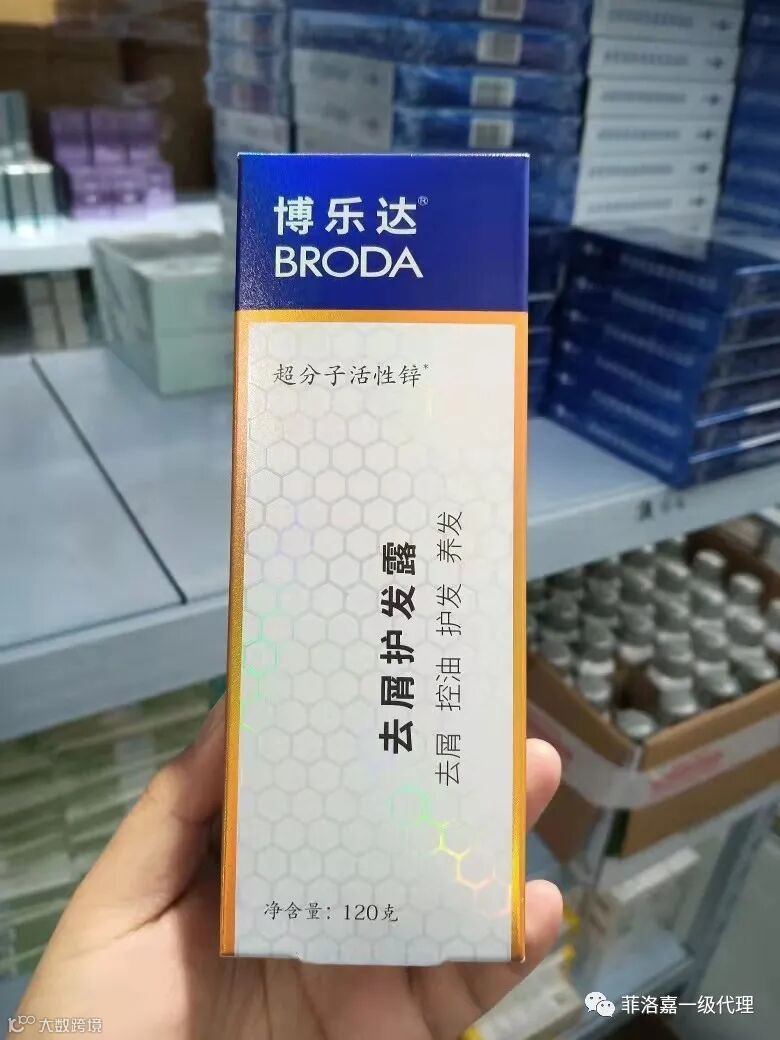 博乐达®
BRODA
超分子活性锌*
去屑护发露
去屑 控油 护发 养发
净含量：120克
菲洛嘉一级代理
大数跨境